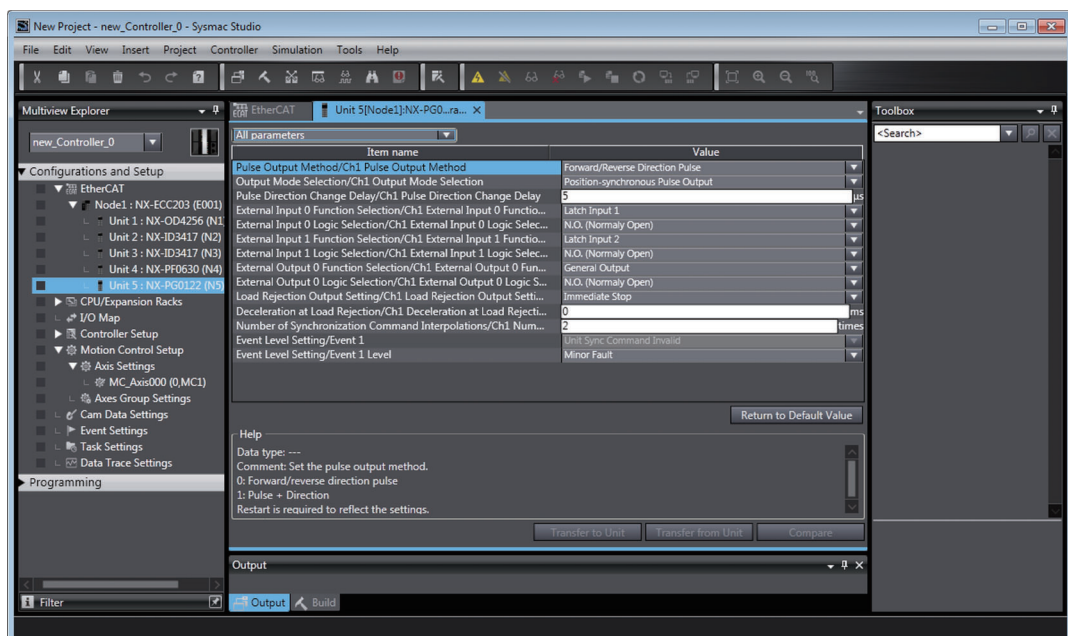 New Project - new_Controller_0 - Sysmac Studio
File Edit View Insert Project Controller Simulation Tools Help
Multiview Explorer
new_Controller_0
Configurations and Setup
EtherCAT
Node1 : NX-ECC203 (E001)
Unit 1 : NX-OD4256 (N1
Unit 2 : NX-ID3417 (N2)
Unit 3 : NX-ID3417 (N3)
Unit 4 : NX-PF0630 (N4)
Unit 5 : NX-PG0122 (N5)
CPU/Expansion Racks
I/O Map
Controller Setup
Motion Control Setup
Axis Settings
MC_Axis000 (0,MC1)
Axes Group Settings
Cam Data Settings
Event Settings
Task Settings
Data Trace Settings
Programming
Filter
EtherCAT Unit 5[Node1]:NX-PG0...ra...
All parameters
Item name Value
Pulse Output Method/Ch1 Pulse Output Method Forward/Reverse Direction Pulse
Output Mode Selection/Ch1 Output Mode Selection Position-synchronous Pulse Output
Pulse Direction Change Delay/Ch1 Pulse Direction Change Delay 5 µs
External Input 0 Function Selection/Ch1 External Input 0 Functio... Latch Input 1
External Input 0 Logic Selection/Ch1 External Input 0 Logic Selec... N.O. (Normaly Open)
External Input 1 Function Selection/Ch1 External Input 1 Functio... Latch Input 2
External Input 1 Logic Selection/Ch1 External Input 1 Logic Selec... N.O. (Normaly Open)
External Output 0 Function Selection/Ch1 External Output 0 Fun... General Output
External Output 0 Logic Selection/Ch1 External Output 0 Logic S... N.O. (Normaly Open)
Load Rejection Output Setting/Ch1 Load Rejection Output Setti... Immediate Stop
Deceleration at Load Rejection/Ch1 Deceleration at Load Rejecti... 0 ms
Number of Synchronization Command Interpolations/Ch1 Num... 2 times
Event Level Setting/Event 1 Unit Sync Command Invalid
Event Level Setting/Event 1 Level Minor Fault
Return to Default Value
Help
Data type: ---
Comment: Set the pulse output method.
0: Forward/reverse direction pulse
1: Pulse + Direction
Restart is required to reflect the settings.
Transfer to Unit Transfer from Unit Compare
Output
Output Build
Toolbox
<Search>